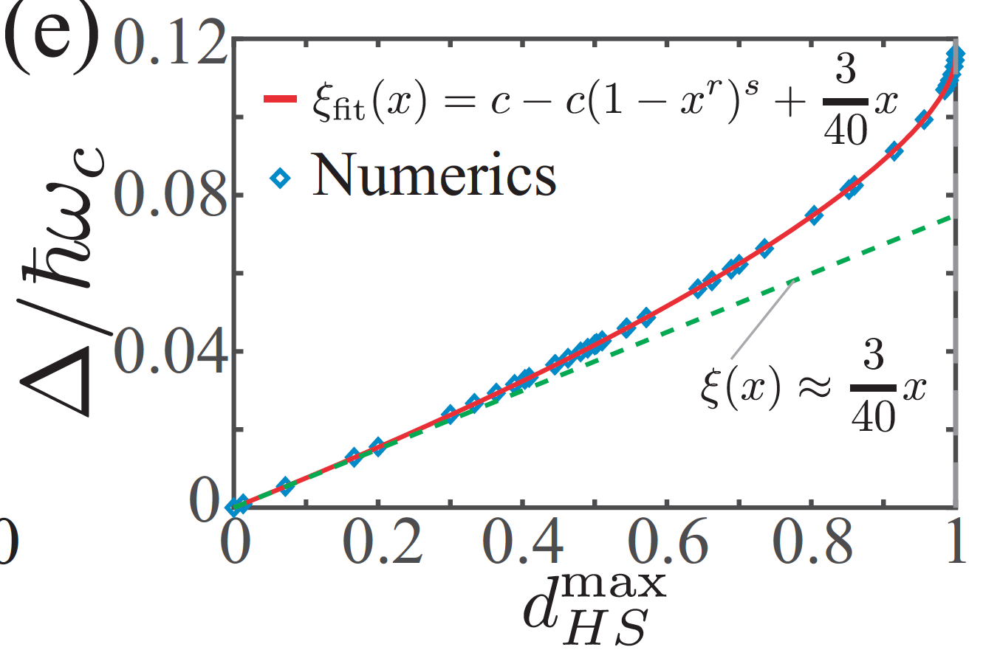 (e)
0.12
ξ_fit(x) = c − c(1 − x^r)^s + 3/40 x
Numerics
0.08
Δ/ħω_c
0.04
ξ(x) ≈ 3/40 x
0
0
0 0.2 0.4 0.6 0.8 1
d_HS^max